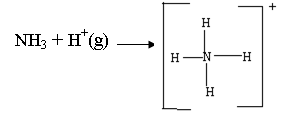 +
H
NH₃ + H⁺(g) ⟶ H N H
H